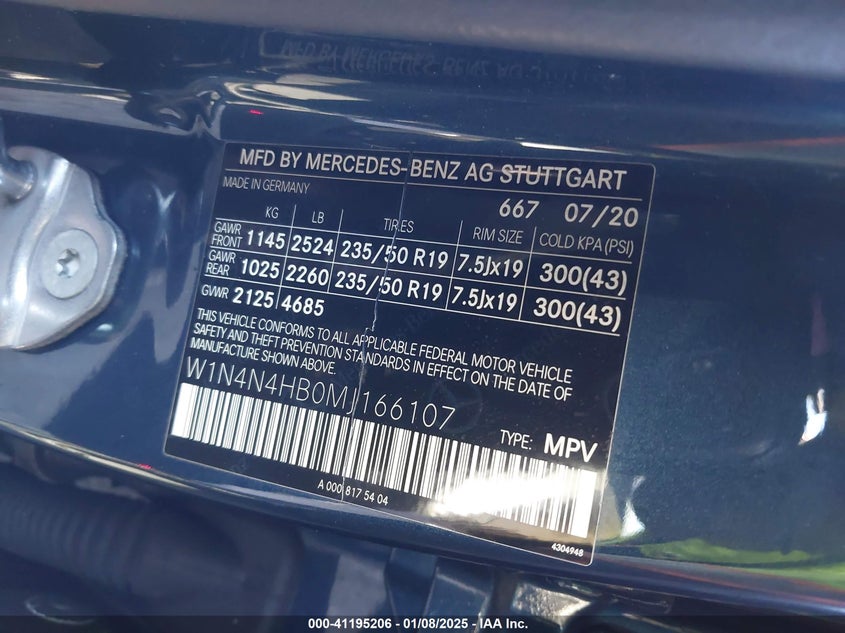 MFD BY MERCEDES-BENZ AG STUTTGART
MADE IN GERMANY
667 07/20
KG LB TIRES RIM SIZE COLD KPA (PSI)
GAWR FRONT 1145 2524 235/50 R19 7.5Jx19 300(43)
GAWR REAR 1025 2260 235/50 R19 7.5Jx19 300(43)
GVWR 2125 4685
THIS VEHICLE CONFORMS TO ALL APPLICABLE FEDERAL MOTOR VEHICLE
SAFETY AND THEFT PREVENTION STANDARDS IN EFFECT ON THE DATE OF
MANUFACTURE SHOWN ABOVE.
W1N4N4HB0MJ166107
TYPE: MPV
A 000 817 54 04
4304948
000-41195206 - 01/08/2025 - IAA Inc.